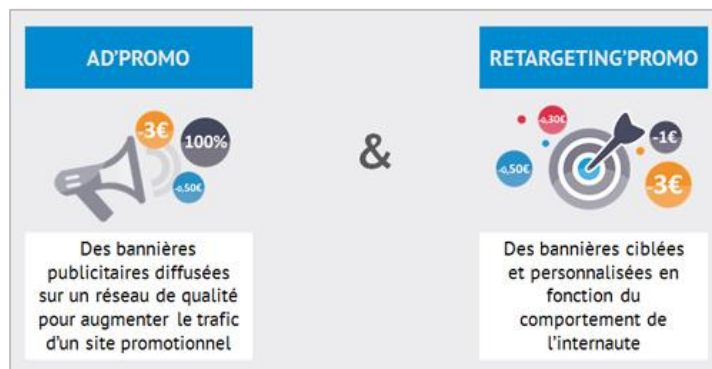 AD’PROMO
-3€
100%
-0,50€
Des bannières
publicitaires diffusées
sur un réseau de qualité
pour augmenter le trafic
d’un site promotionnel
&
RETARGETING’PROMO
-0,30€
-1€
-0,50€
-3€
Des bannières ciblées
et personnalisées en
fonction du
comportement de
l’internaute